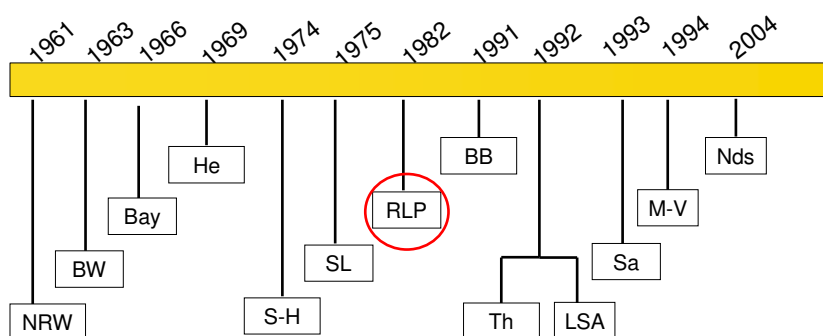 1961 1963 1966 1969 1974 1975 1982 1991 1992 1993 1994 2004
He
BB
Nds
Bay
RLP
M-V
BW
SL
Sa
NRW
S-H
Th
LSA